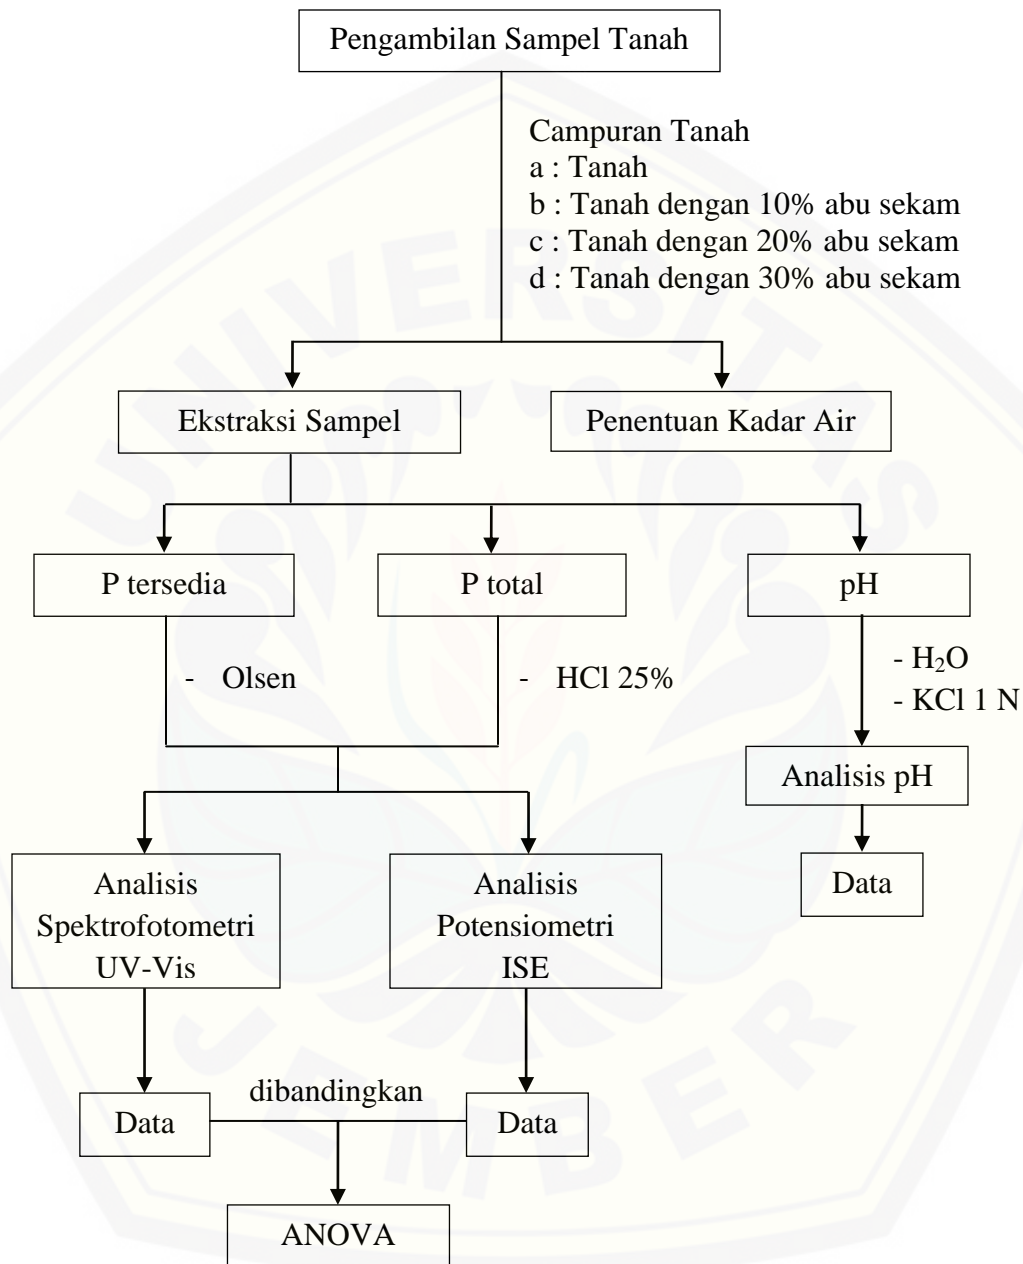 Pengambilan Sampel Tanah
Campuran Tanah
a : Tanah
b : Tanah dengan 10% abu sekam
c : Tanah dengan 20% abu sekam
d : Tanah dengan 30% abu sekam
Ekstraksi Sampel
Penentuan Kadar Air
P tersedia
P total
pH
- Olsen
- HCl 25%
- H₂O
- KCl 1 N
Analisis pH
Analisis
Spektrofotometri
UV-Vis
Analisis
Potensiometri
ISE
Data
dibandingkan
Data
Data
ANOVA
UNIVERSITAS
JEMBER